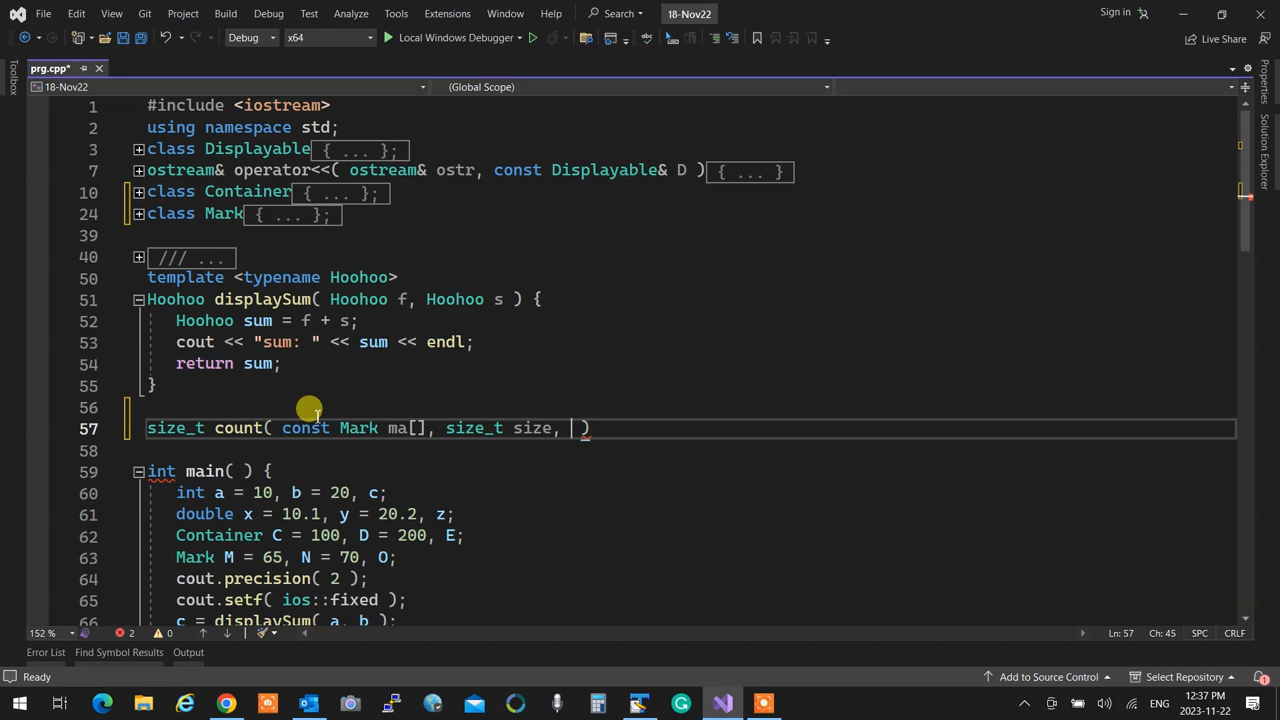 File Edit View Git Project Build Debug Test Analyze Tools Extensions Window Help Search 18-Nov22 Sign in
Debug x64 Local Windows Debugger Live Share
prg.cpp*
18-Nov22 (Global Scope)
Toolbox
Properties
Solution Explorer
1 #include <iostream>
2 using namespace std;
3 class Displayable { ... };
7 ostream& operator<<( ostream& ostr, const Displayable& D ) { ... }
10 class Container { ... };
24 class Mark { ... };
39
40 /// ...
50 template <typename Hoohoo>
51 Hoohoo displaySum( Hoohoo f, Hoohoo s ) {
52 Hoohoo sum = f + s;
53 cout << "sum: " << sum << endl;
54 return sum;
55 }
56
57 size_t count( const Mark ma[], size_t size, )
58
59 int main( ) {
60 int a = 10, b = 20, c;
61 double x = 10.1, y = 20.2, z;
62 Container C = 100, D = 200, E;
63 Mark M = 65, N = 70, O;
64 cout.precision( 2 );
65 cout.setf( ios::fixed );
66 c = displaySum( a, b );
152 % 2 0 Ln: 57 Ch: 45 SPC CRLF
Error List Find Symbol Results Output
Ready Add to Source Control Select Repository 1
ENG 12:37 PM
2023-11-22